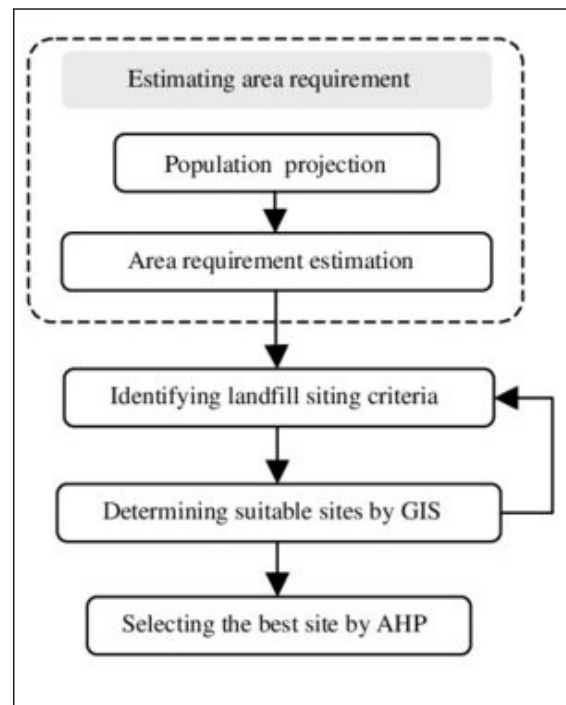 Estimating area requirement
Population projection
Area requirement estimation
Identifying landfill siting criteria
Determining suitable sites by GIS
Selecting the best site by AHP